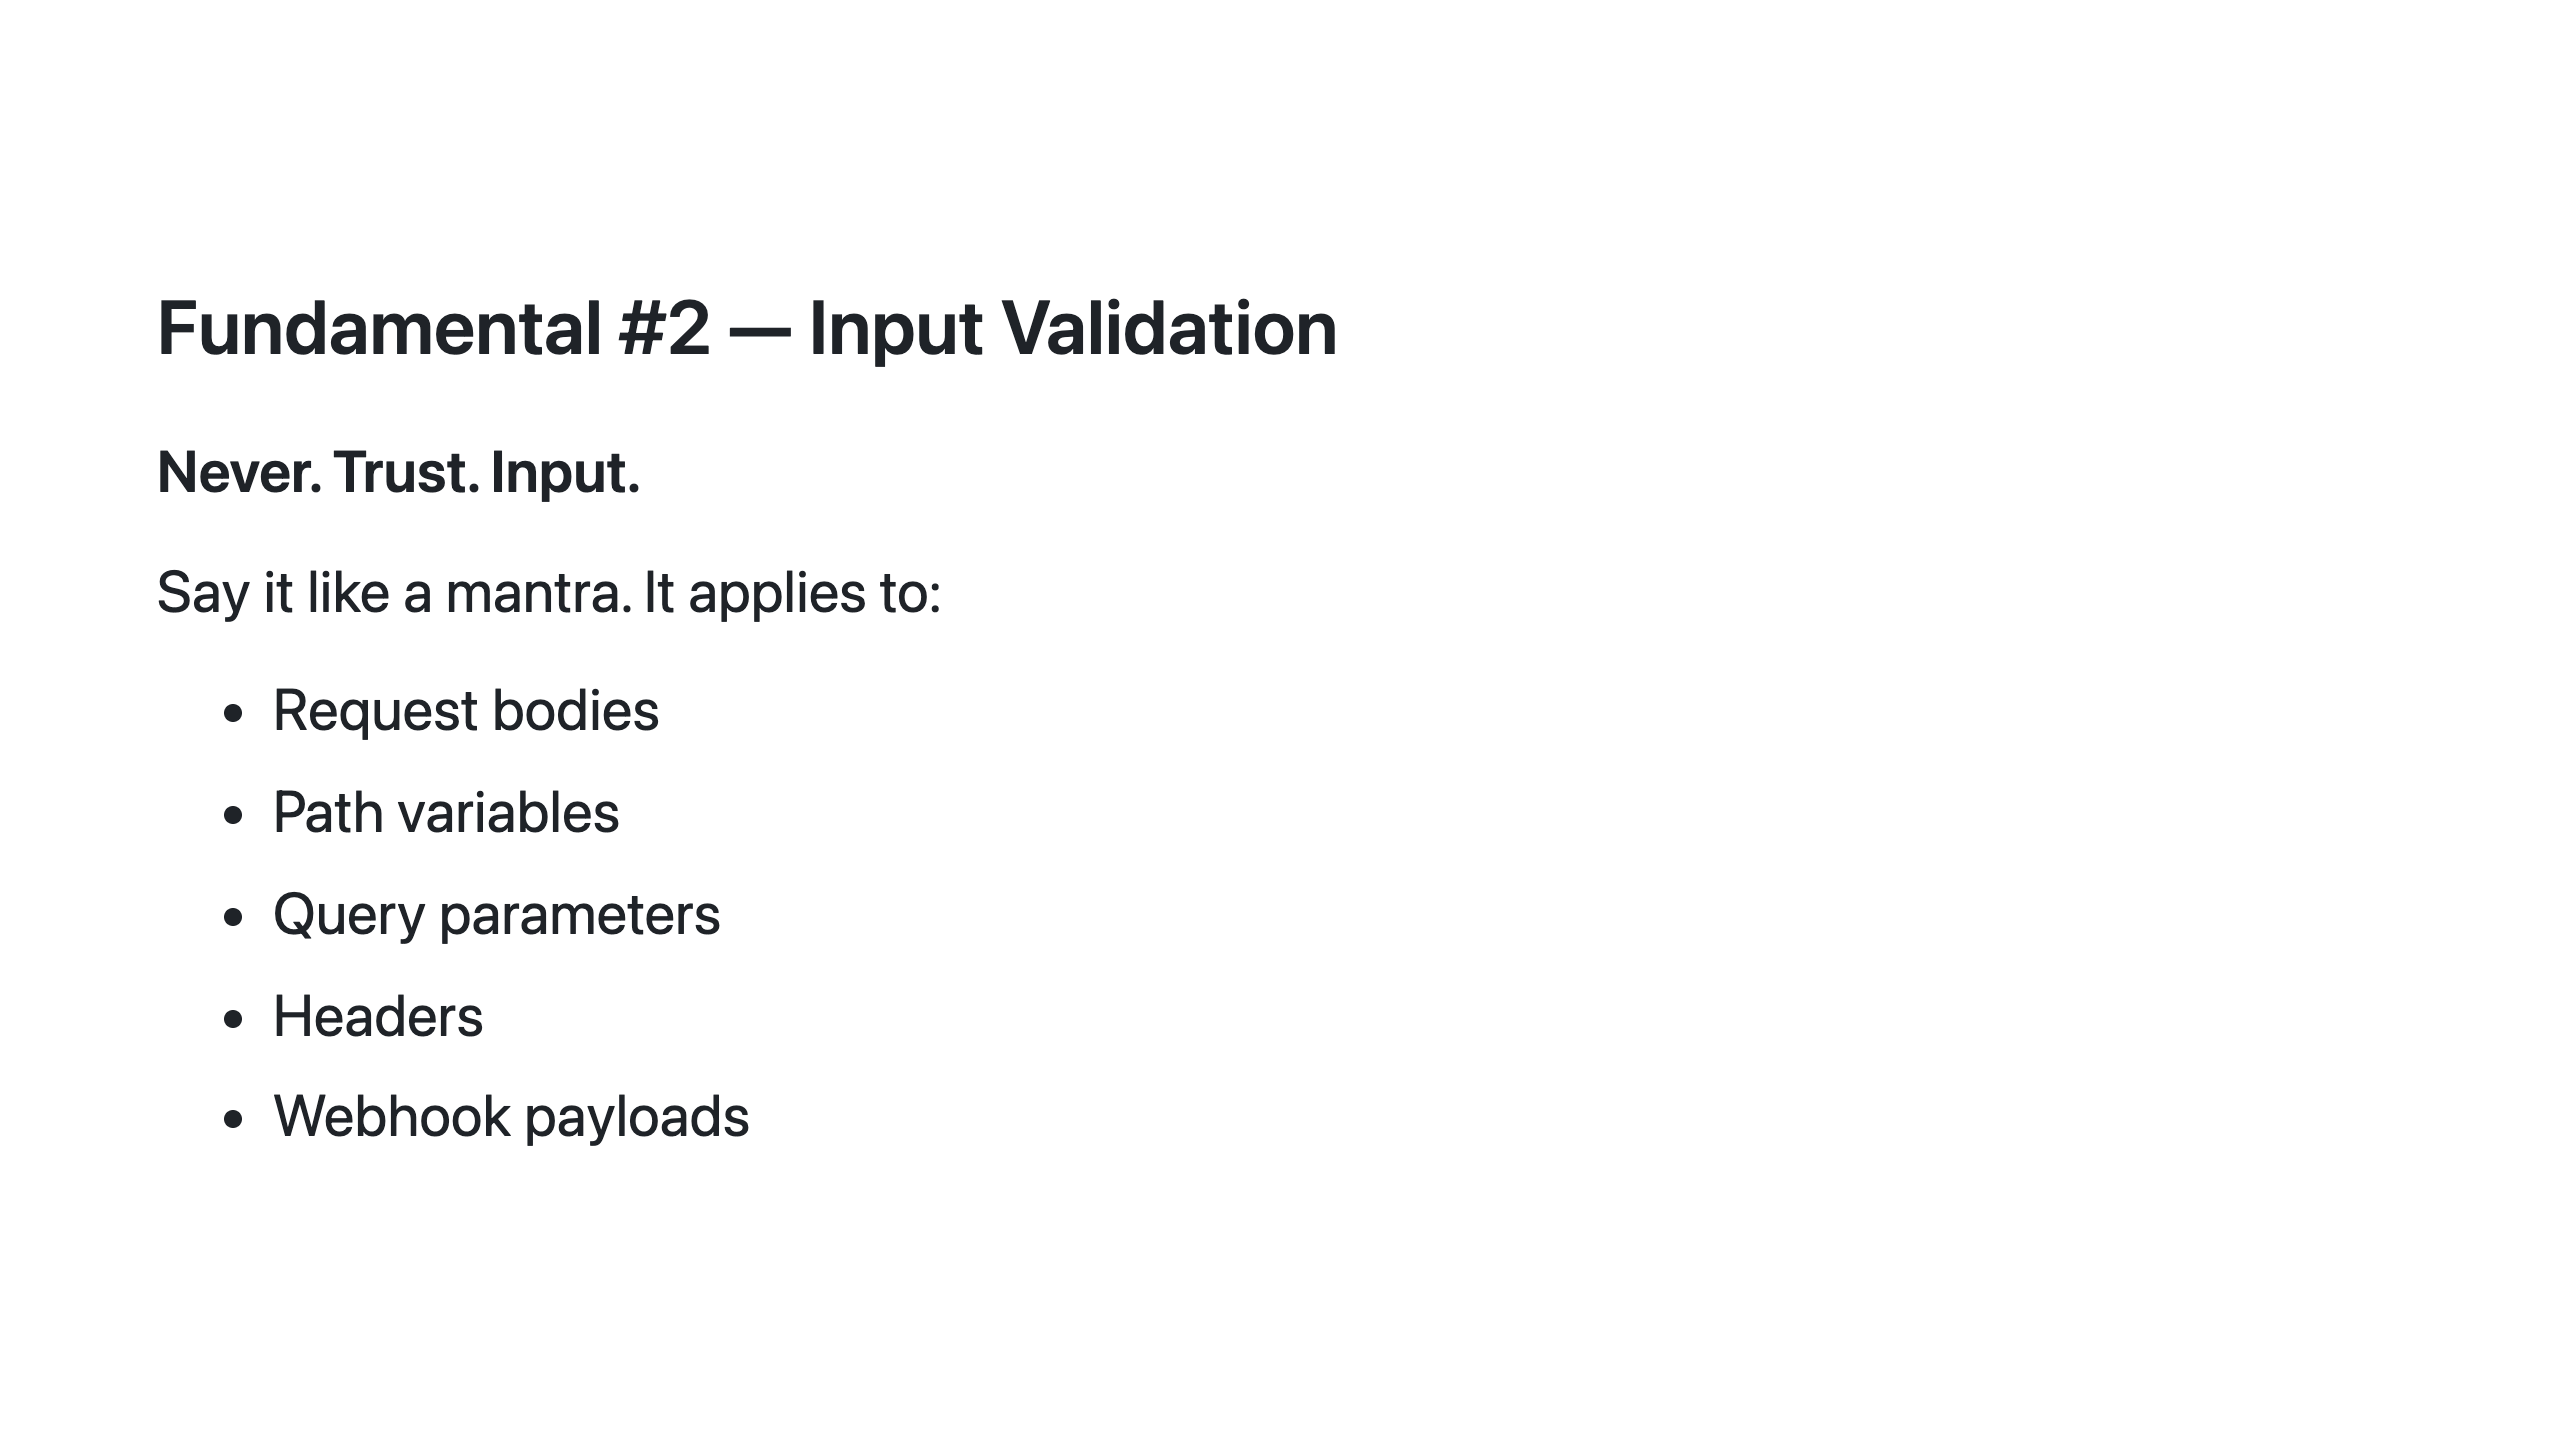 Fundamental #2 — Input Validation
Never. Trust. Input.
Say it like a mantra. It applies to:
• Request bodies
• Path variables
• Query parameters
• Headers
• Webhook payloads